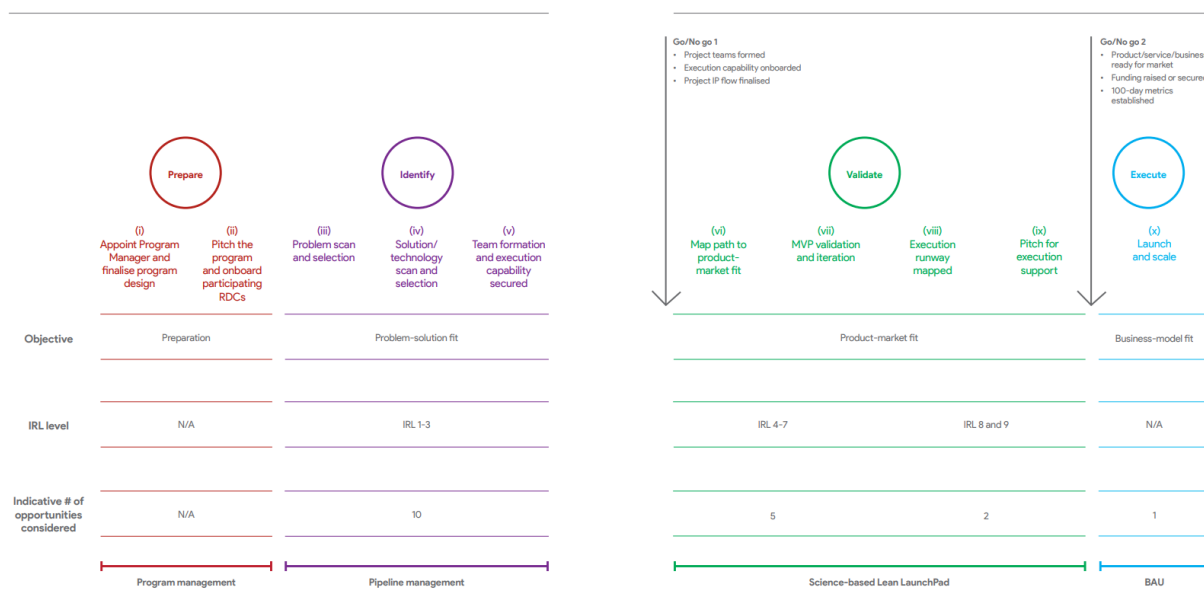 Go/No go 1
• Project teams formed
• Execution capability onboarded
• Project IP flow finalised
Go/No go 2
• Product/service/business
ready for market
• Funding raised or secured
• 100-day metrics
established
Prepare
Identify
Validate
Execute
(i)
Appoint Program
Manager and
finalise program
design
(ii)
Pitch the
program
and onboard
participating
RDCs
(iii)
Problem scan
and selection
(iv)
Solution/
technology
scan and
selection
(v)
Team formation
and execution
capability
secured
(vi)
Map path to
product-
market fit
(vii)
MVP validation
and iteration
(viii)
Execution
runway
mapped
(ix)
Pitch for
execution
support
(x)
Launch
and scale
Objective
Preparation
Problem-solution fit
Product-market fit
Business-model fit
IRL level
N/A
IRL 1-3
IRL 4-7
IRL 8 and 9
N/A
Indicative # of
opportunities
considered
N/A
10
5
2
1
Program management
Pipeline management
Science-based Lean LaunchPad
BAU